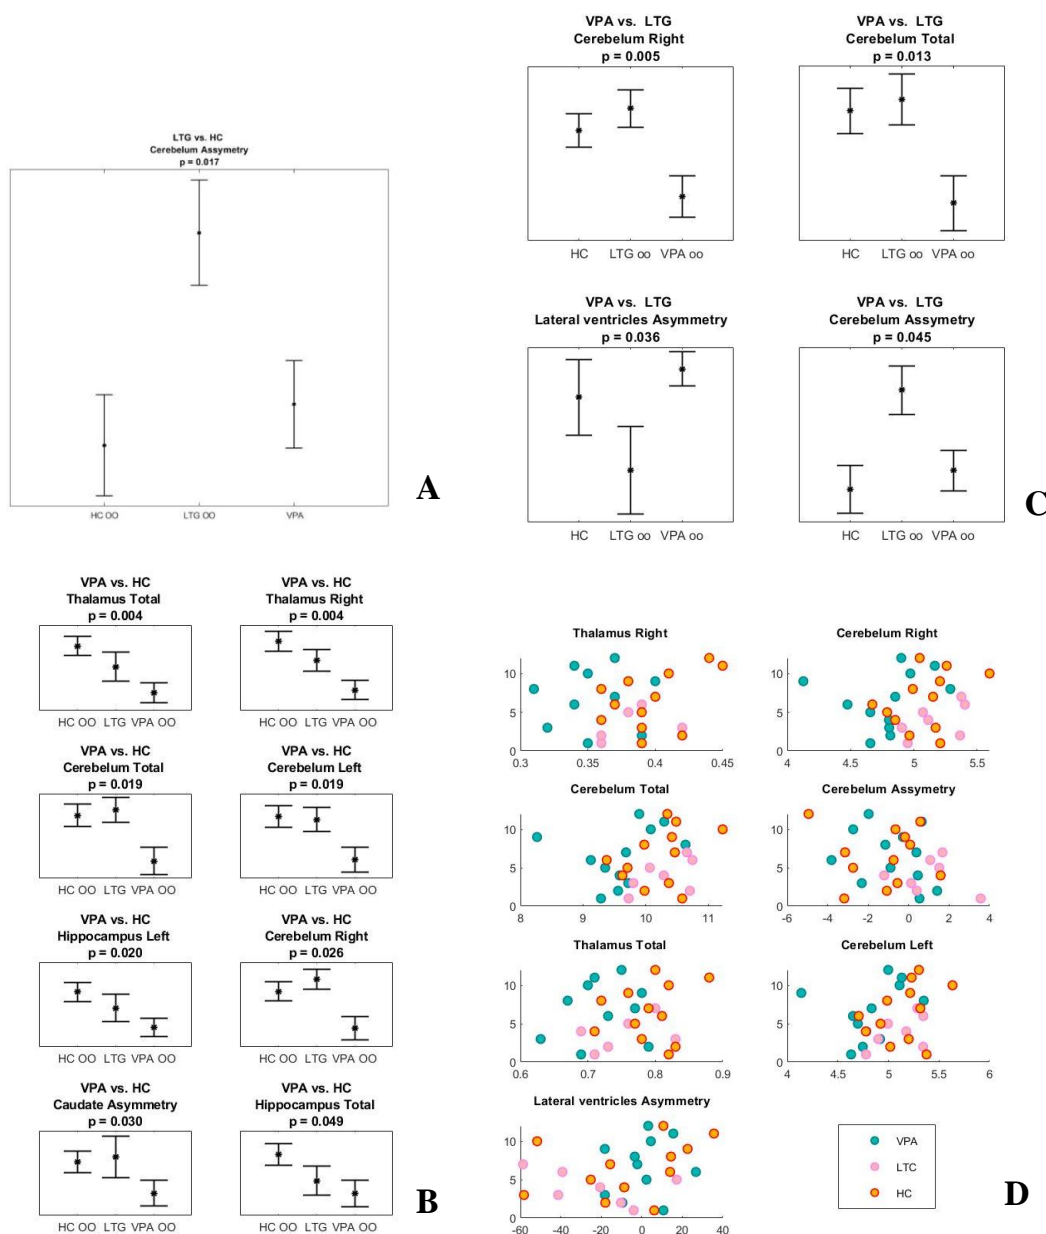 LTG vs. HC
Cerebelum Assymetry
p = 0.017
HC OO LTG OO VPA
A
VPA vs. LTG
Cerebelum Right
p = 0.005
HC LTG oo VPA oo
VPA vs. LTG
Cerebelum Total
p = 0.013
HC LTG oo VPA oo
VPA vs. LTG
Lateral ventricles Asymmetry
p = 0.036
HC LTG oo VPA oo
VPA vs. LTG
Cerebelum Assymetry
p = 0.045
HC LTG oo VPA oo
C
VPA vs. HC
Thalamus Total
p = 0.004
HC OO LTG VPA OO
VPA vs. HC
Thalamus Right
p = 0.004
HC OO LTG VPA OO
VPA vs. HC
Cerebelum Total
p = 0.019
HC OO LTG VPA OO
VPA vs. HC
Cerebelum Left
p = 0.019
HC OO LTG VPA OO
VPA vs. HC
Hippocampus Left
p = 0.020
HC OO LTG VPA OO
VPA vs. HC
Cerebelum Right
p = 0.026
HC OO LTG VPA OO
VPA vs. HC
Caudate Asymmetry
p = 0.030
HC OO LTG VPA OO
VPA vs. HC
Hippocampus Total
p = 0.049
HC OO LTG VPA OO
B
Thalamus Right
10
5
0
0.3 0.35 0.4 0.45
Cerebelum Right
10
5
0
4 4.5 5 5.5
Cerebelum Total
10
5
0
8 9 10 11
Cerebelum Assymetry
10
5
0
-6 -4 -2 0 2 4
Thalamus Total
10
5
0
0.6 0.7 0.8 0.9
Cerebelum Left
10
5
0
4 4.5 5 5.5 6
Lateral ventricles Asymmetry
10
5
0
-60 -40 -20 0 20 40
VPA
LTC
HC
D